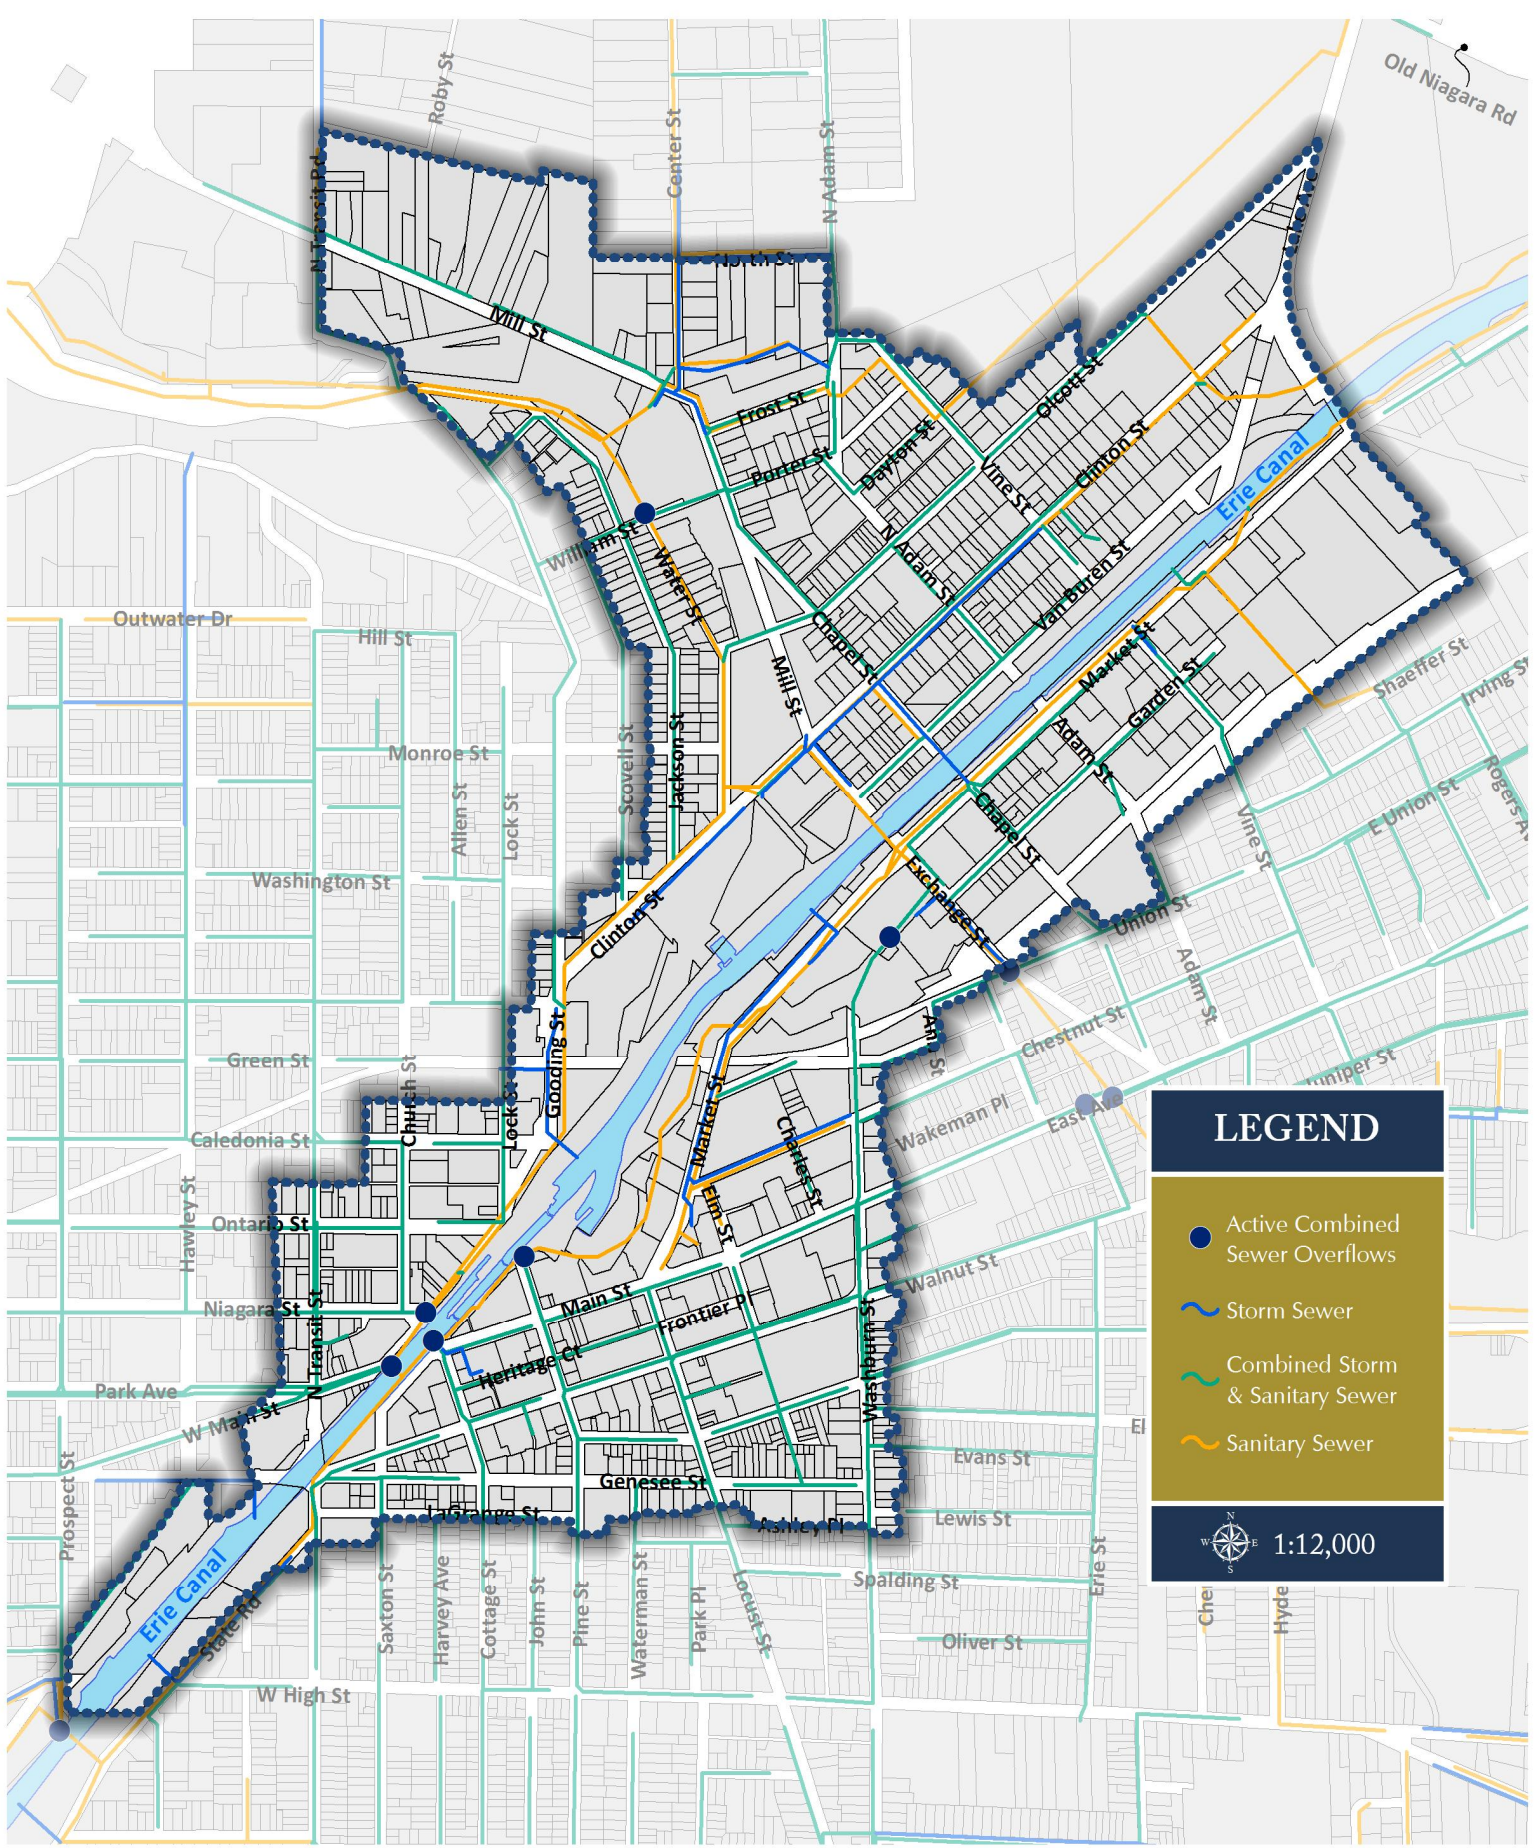 Old Niagara Rd
Roby St
Center St
N Adam St
N Transit Rd
North St
Mill St
Olcott St
Frost St
Clinton St
Dayton St
Porter St
Vine St
Erie Canal
William St
N Adam St
Water St
Van Buren St
Outwater Dr
Hill St
Chapel St
Market St
Shaeffer St
Garden St
Irving St
Mill St
Adam St
Monroe St
Jackson St
Scovell St
Allen St
Lock St
Chapel St
E Union St
Vine St
Washington St
Exchange St
Clinton St
Union St
Adam St
Ann St
Chestnut St
Green St
Gooding St
Church St
Juniper St
Lock St
Market St
Wakeman Pl
East Ave
Caledonia St
Charles St
Hawley St
Elm St
Ontario St
Walnut St
Main St
Niagara St
Frontier Pl
N Transit St
Heritage Ct
Washburn St
Park Ave
W Main St
Evans St
Genesee St
Prospect St
LaGrange St
Ashley Pl
Lewis St
Erie Canal
State Rd
Saxton St
Harvey Ave
Cottage St
John St
Pine St
Waterman St
Park Pl
Locust St
Spalding St
Erie St
Oliver St
W High St
LEGEND
Active Combined
Sewer Overflows
Storm Sewer
Combined Storm
& Sanitary Sewer
Sanitary Sewer
N
W
E
S
1:12,000